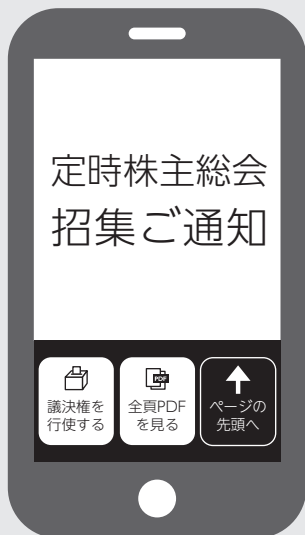 定時株主総会
招集ご通知
議決権を
行使する
PDF
全頁PDF
を見る
ページの
先頭へ